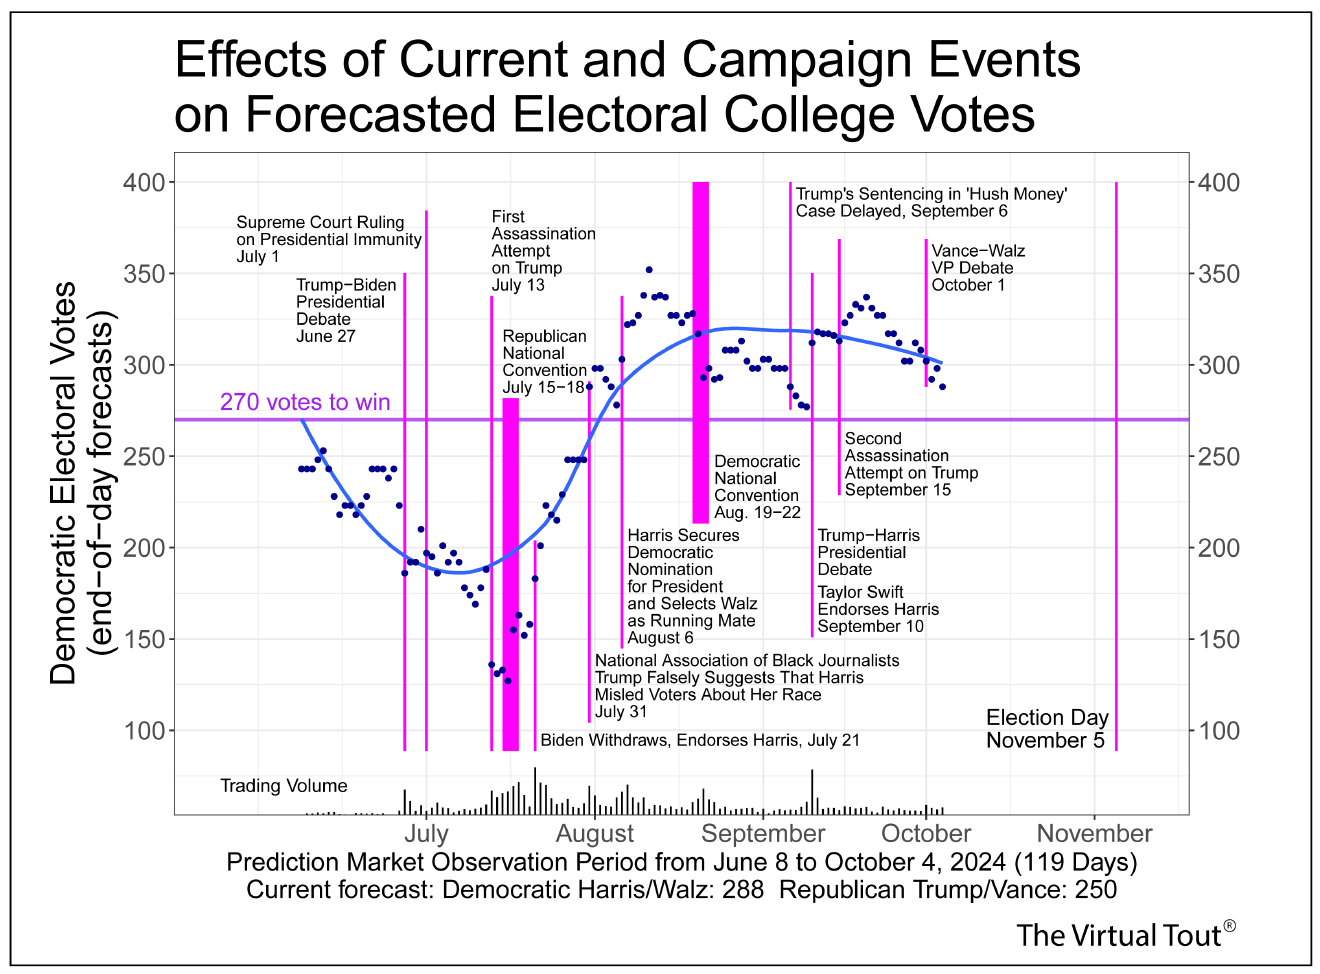 Effects of Current and Campaign Events
on Forecasted Electoral College Votes
Democratic Electoral Votes
(end−of−day forecasts)
400
350
300
250
200
150
100
400
350
300
250
200
150
100
Supreme Court Ruling
on Presidential Immunity
July 1
Trump−Biden
Presidential
Debate
June 27
First
Assassination
Attempt
on Trump
July 13
Republican
National
Convention
July 15−18
Trump's Sentencing in 'Hush Money'
Case Delayed, September 6
Vance−Walz
VP Debate
October 1
270 votes to win
Second
Assassination
Attempt on Trump
September 15
Democratic
National
Convention
Aug. 19−22
Harris Secures
Democratic
Nomination
for President
and Selects Walz
as Running Mate
August 6
Trump−Harris
Presidential
Debate
Taylor Swift
Endorses Harris
September 10
National Association of Black Journalists
Trump Falsely Suggests That Harris
Misled Voters About Her Race
July 31
Biden Withdraws, Endorses Harris, July 21
Election Day
November 5
Trading Volume
July
August
September
October
November
Prediction Market Observation Period from June 8 to October 4, 2024 (119 Days)
Current forecast: Democratic Harris/Walz: 288 Republican Trump/Vance: 250
The Virtual Tout®